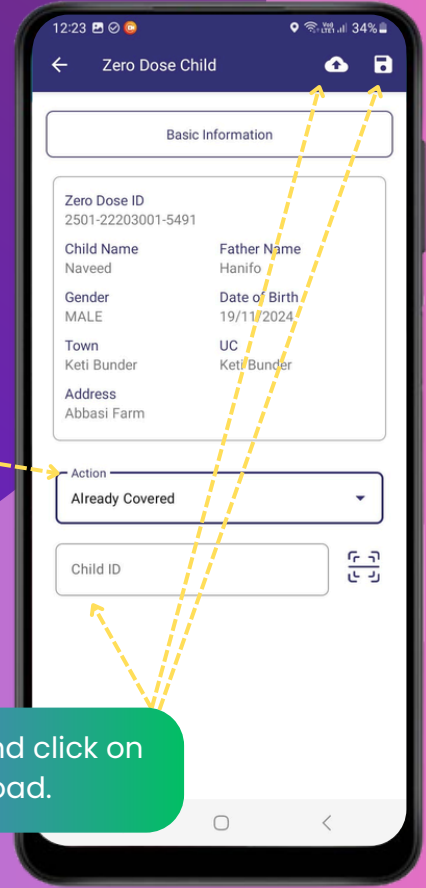 12:23
34%
Zero Dose Child
Basic Information
Zero Dose ID
2501-22203001-5491
Child Name Father Name
Naveed Hanifo
Gender Date of Birth
MALE 19/11/2024
Town UC
Keti Bunder Keti Bunder
Address
Abbasi Farm
Action
Already Covered
Child ID
click on